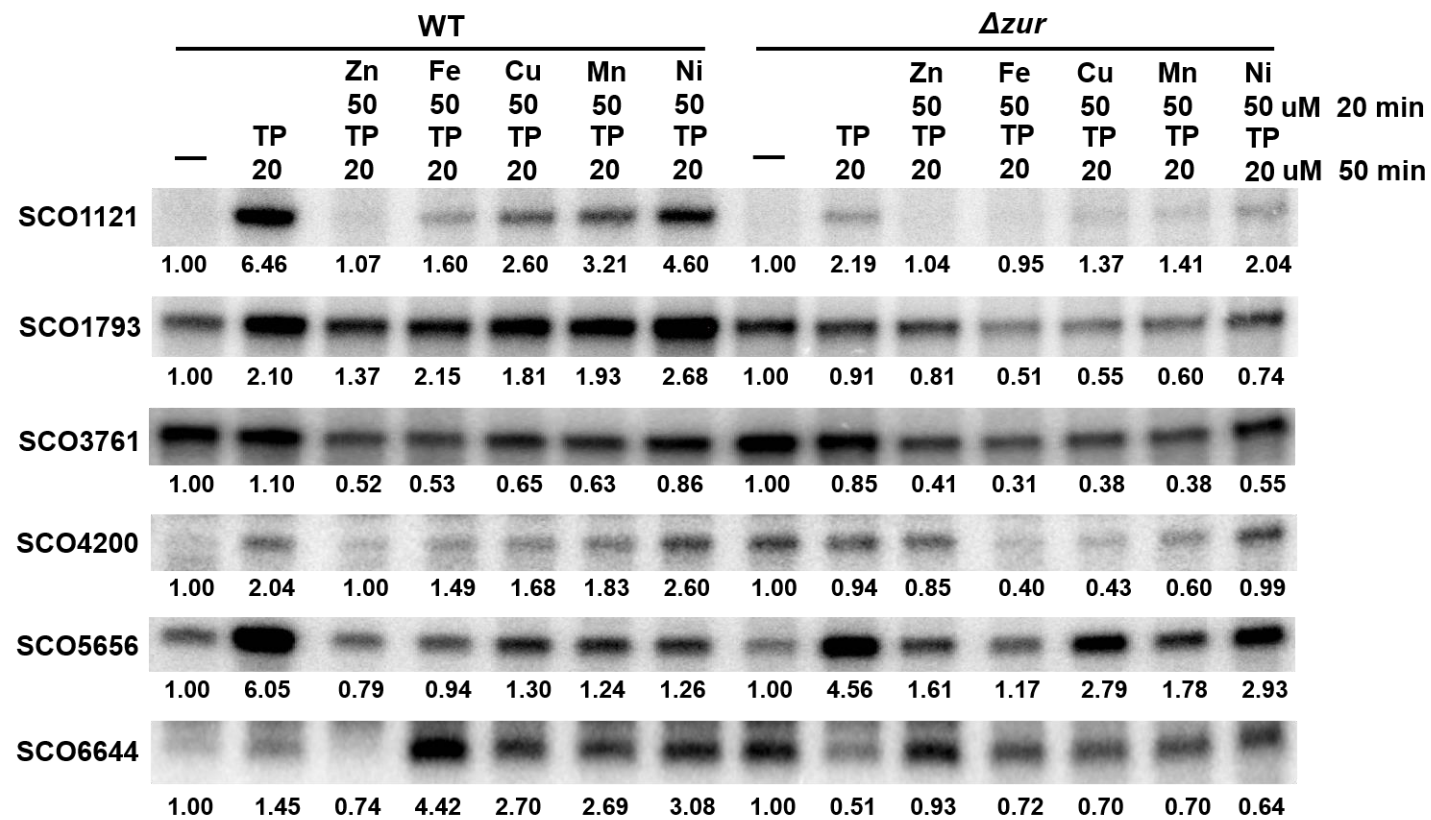 WT Δzur
Zn Fe Cu Mn Ni Zn Fe Cu Mn Ni
50 50 50 50 50 50 50 50 50 50 uM 20 min
TP TP TP TP TP TP TP TP TP TP TP TP
— 20 20 20 20 20 20 — 20 20 20 20 20 20 uM 50 min
SCO1121
1.00 6.46 1.07 1.60 2.60 3.21 4.60 1.00 2.19 1.04 0.95 1.37 1.41 2.04
SCO1793
1.00 2.10 1.37 2.15 1.81 1.93 2.68 1.00 0.91 0.81 0.51 0.55 0.60 0.74
SCO3761
1.00 1.10 0.52 0.53 0.65 0.63 0.86 1.00 0.85 0.41 0.31 0.38 0.38 0.55
SCO4200
1.00 2.04 1.00 1.49 1.68 1.83 2.60 1.00 0.94 0.85 0.40 0.43 0.60 0.99
SCO5656
1.00 6.05 0.79 0.94 1.30 1.24 1.26 1.00 4.56 1.61 1.17 2.79 1.78 2.93
SCO6644
1.00 1.45 0.74 4.42 2.70 2.69 3.08 1.00 0.51 0.93 0.72 0.70 0.70 0.64